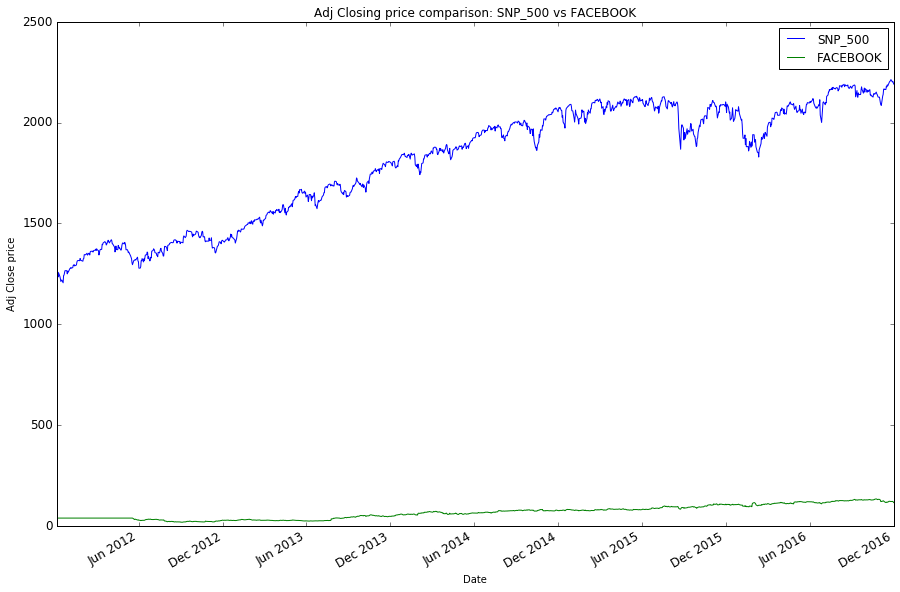 Adj Closing price comparison: SNP_500 vs FACEBOOK
2500
SNP_500
FACEBOOK
2000
1500
Adj Close price
1000
500
0
Jun 2012
Dec 2012
Jun 2013
Dec 2013
Jun 2014
Dec 2014
Jun 2015
Dec 2015
Jun 2016
Dec 2016
Date